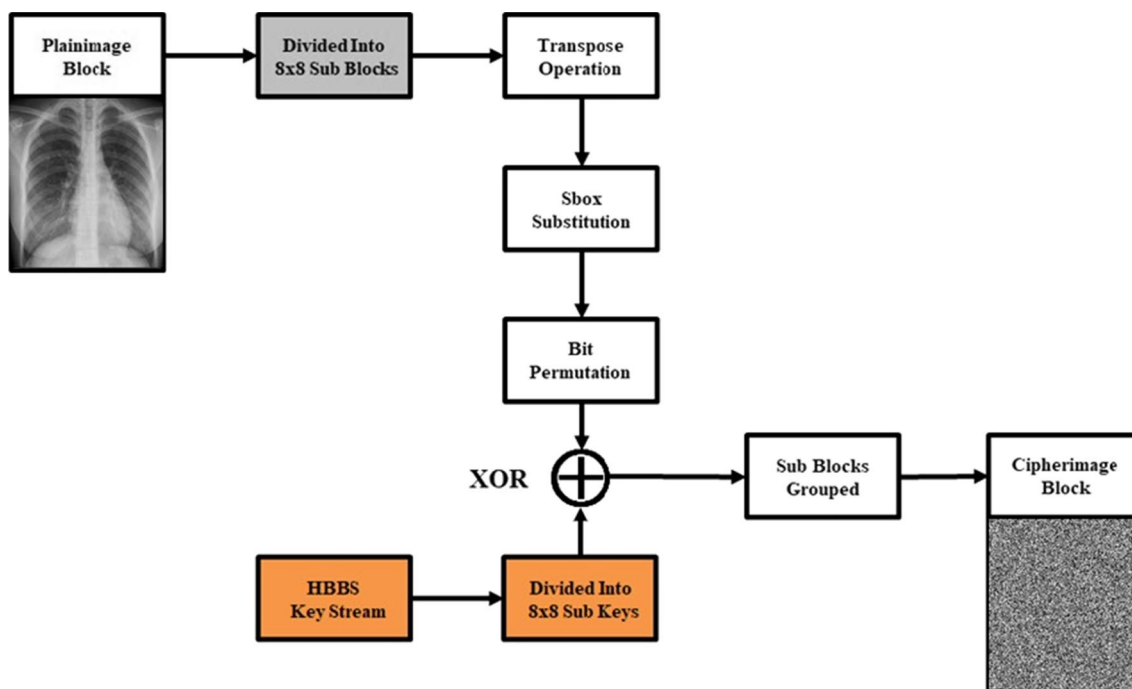 Plainimage
Block
Divided Into
8x8 Sub Blocks
Transpose
Operation
Sbox
Substitution
Bit
Permutation
XOR
Sub Blocks
Grouped
Cipherimage
Block
HBBS
Key Stream
Divided Into
8x8 Sub Keys